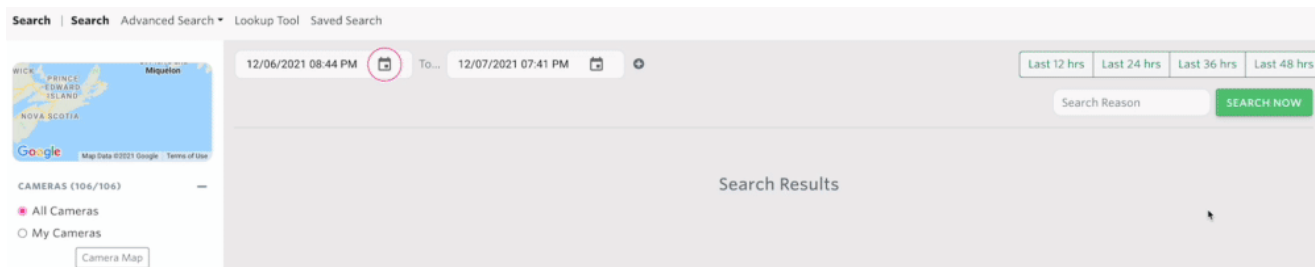 Search | Search Advanced Search Lookup Tool Saved Search
12/06/2021 08:44 PM To... 12/07/2021 07:41 PM
Last 12 hrs Last 24 hrs Last 36 hrs Last 48 hrs
Search Reason SEARCH NOW
WICK
PRINCE
EDWARD
ISLAND
Miquelon
NOVA SCOTIA
Google Map Data ©2021 Google Terms of Use
CAMERAS (106/106)
All Cameras
My Cameras
Camera Map
Search Results